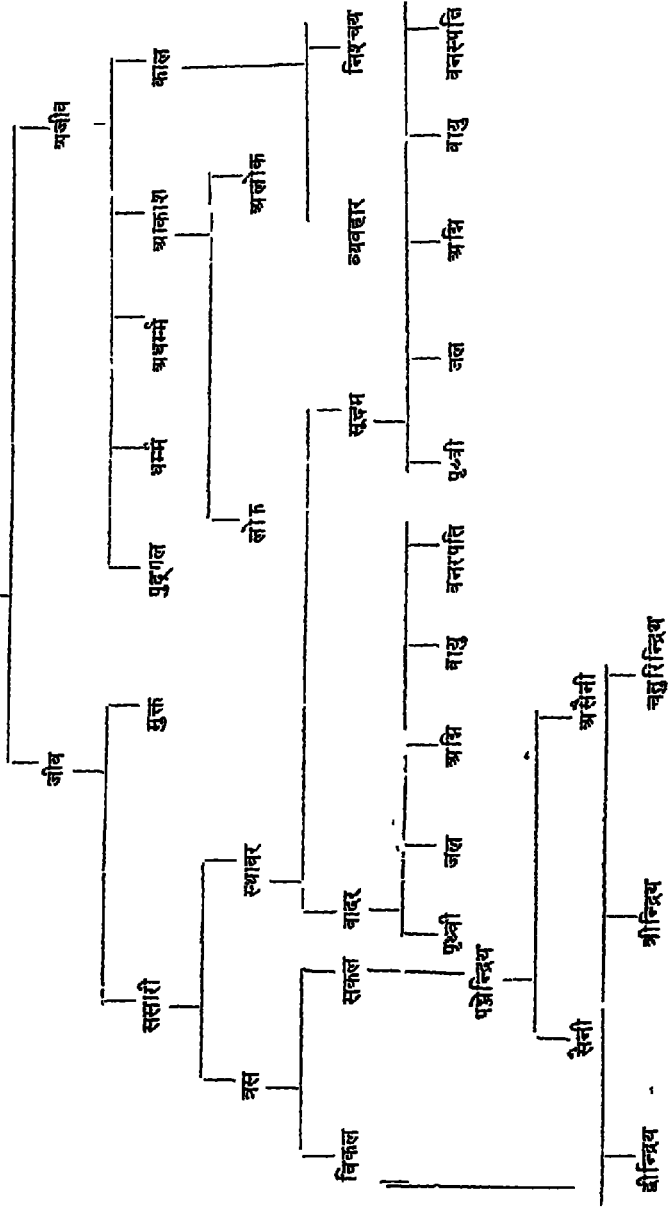 जीव अजीव
संसारी मुक्त पुद्गल धर्म्म अधर्म्म आकाश काल
त्रस स्थावर लोक अलोक
विकल सकल बादर सूक्ष्म व्यवहार निश्चय
पृथ्वी जल अग्नि वायु वनस्पति पृथ्वी जल अग्नि वायु वनस्पति
पञ्चेन्द्रिय
सैनी असैनी
द्वीन्द्रिय त्रीन्द्रिय चतुरिन्द्रिय